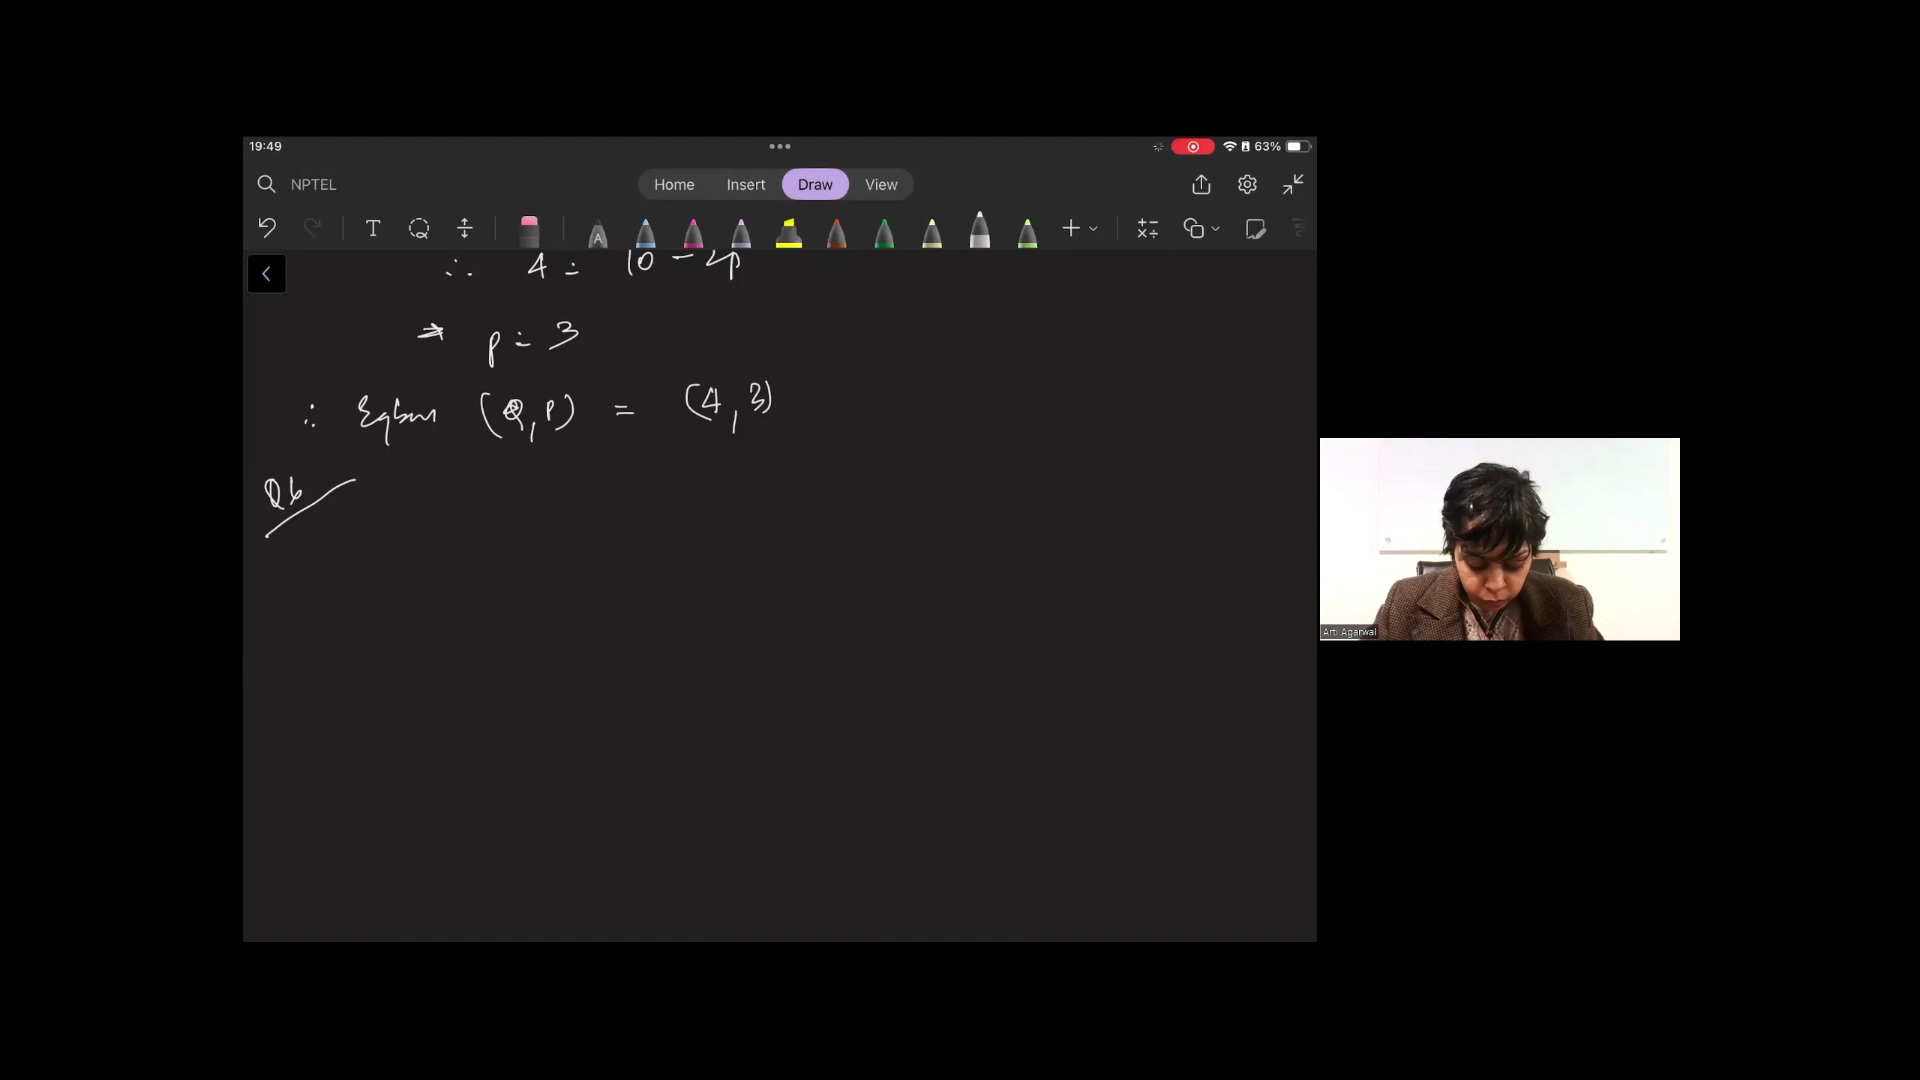 19:49
63%
NPTEL
Home Insert Draw View
T
A
∴ 4 = 10 - 2p
⇒ p = 3
∴ Eqbm (Q,P) = (4,3)
Q6
Arti Agarwal